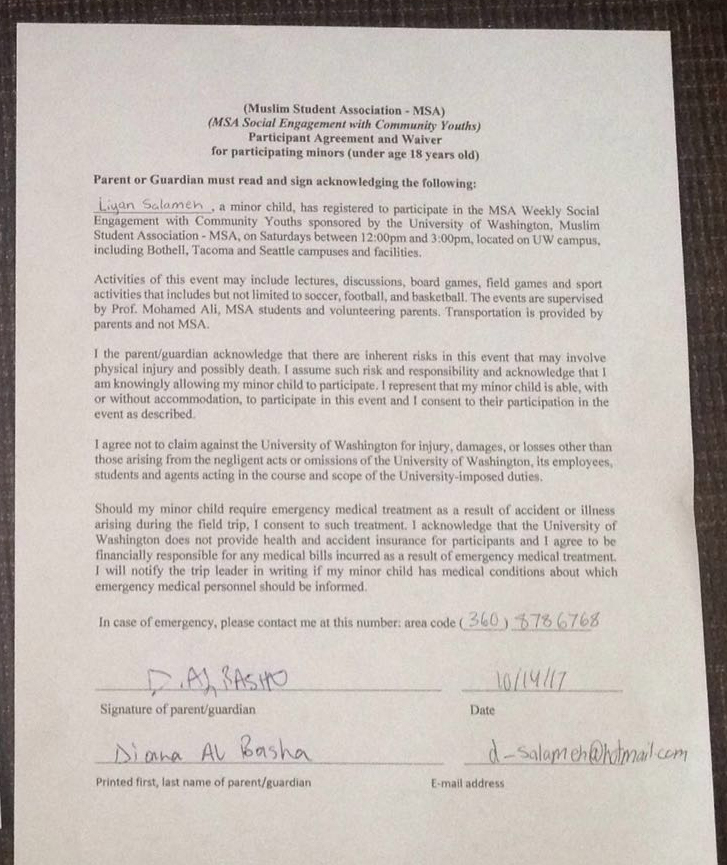 (Muslim Student Association - MSA)
(MSA Social Engagement with Community Youths)
Participant Agreement and Waiver
for participating minors (under age 18 years old)
Parent or Guardian must read and sign acknowledging the following:
Liyan Salameh, a minor child, has registered to participate in the MSA Weekly Social
Engagement with Community Youths sponsored by the University of Washington, Muslim
Student Association - MSA, on Saturdays between 12:00pm and 3:00pm, located on UW campus,
including Bothell, Tacoma and Seattle campuses and facilities.
Activities of this event may include lectures, discussions, board games, field games and sport
activities that includes but not limited to soccer, football, and basketball. The events are supervised
by Prof. Mohamed Ali, MSA students and volunteering parents. Transportation is provided by
parents and not MSA.
I the parent/guardian acknowledge that there are inherent risks in this event that may involve
physical injury and possibly death. I assume such risk and responsibility and acknowledge that I
am knowingly allowing my minor child to participate. I represent that my minor child is able, with
or without accommodation, to participate in this event and I consent to their participation in the
event as described.
I agree not to claim against the University of Washington for injury, damages, or losses other than
those arising from the negligent acts or omissions of the University of Washington, its employees,
students and agents acting in the course and scope of the University-imposed duties.
Should my minor child require emergency medical treatment as a result of accident or illness
arising during the field trip, I consent to such treatment. I acknowledge that the University of
Washington does not provide health and accident insurance for participants and I agree to be
financially responsible for any medical bills incurred as a result of emergency medical treatment.
I will notify the trip leader in writing if my minor child has medical conditions about which
emergency medical personnel should be informed.
In case of emergency, please contact me at this number: area code (360) 8786768
D.Al BASHA 10/14/17
Signature of parent/guardian Date
Diana Al Basha d-salameh@hotmail.com
Printed first, last name of parent/guardian E-mail address